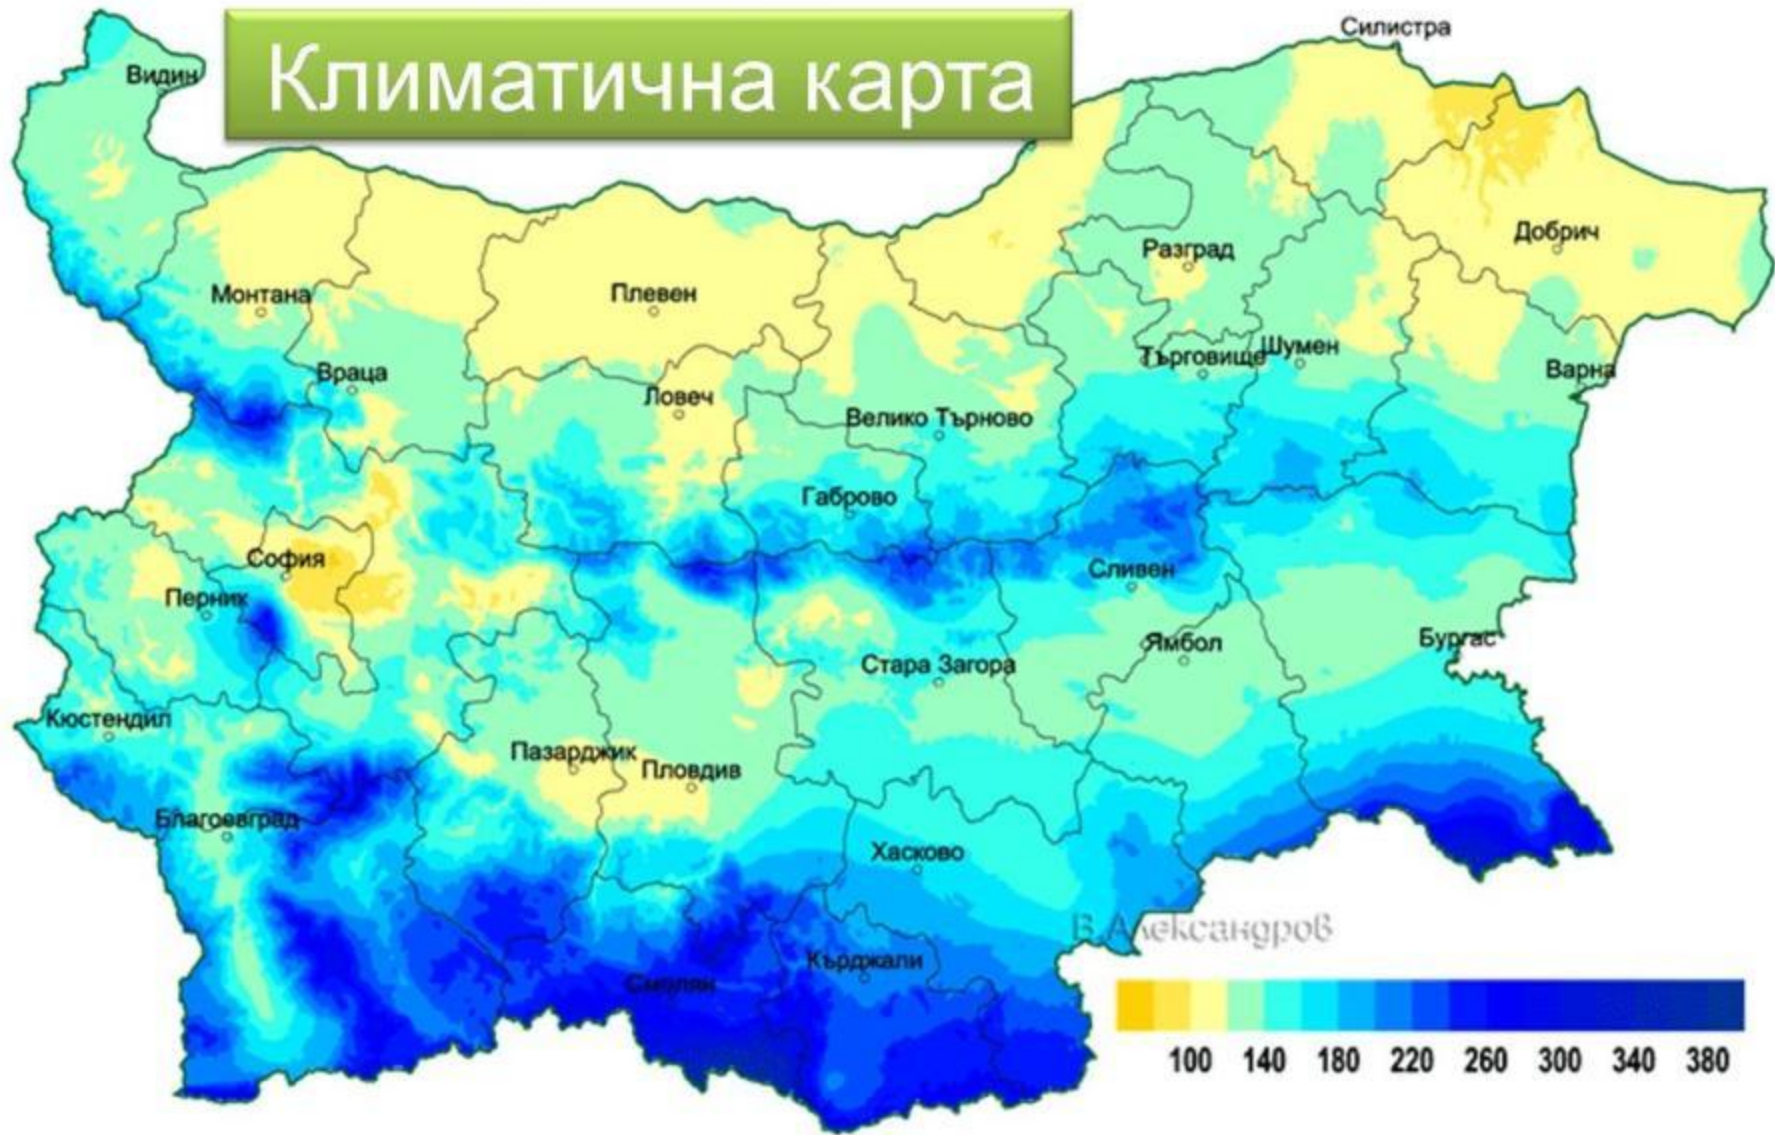 Климатична карта
Силистра
Видин
Добрич
Разград
Монтана
Плевен
Търговище
Шумен
Враца
Варна
Ловеч
Велико Търново
Габрово
София
Сливен
Перник
Бургас
Ямбол
Стара Загора
Кюстендил
Пазарджик
Пловдив
Благоевград
Хасково
В.Александров
Кърджали
Смолян
100 140 180 220 260 300 340 380